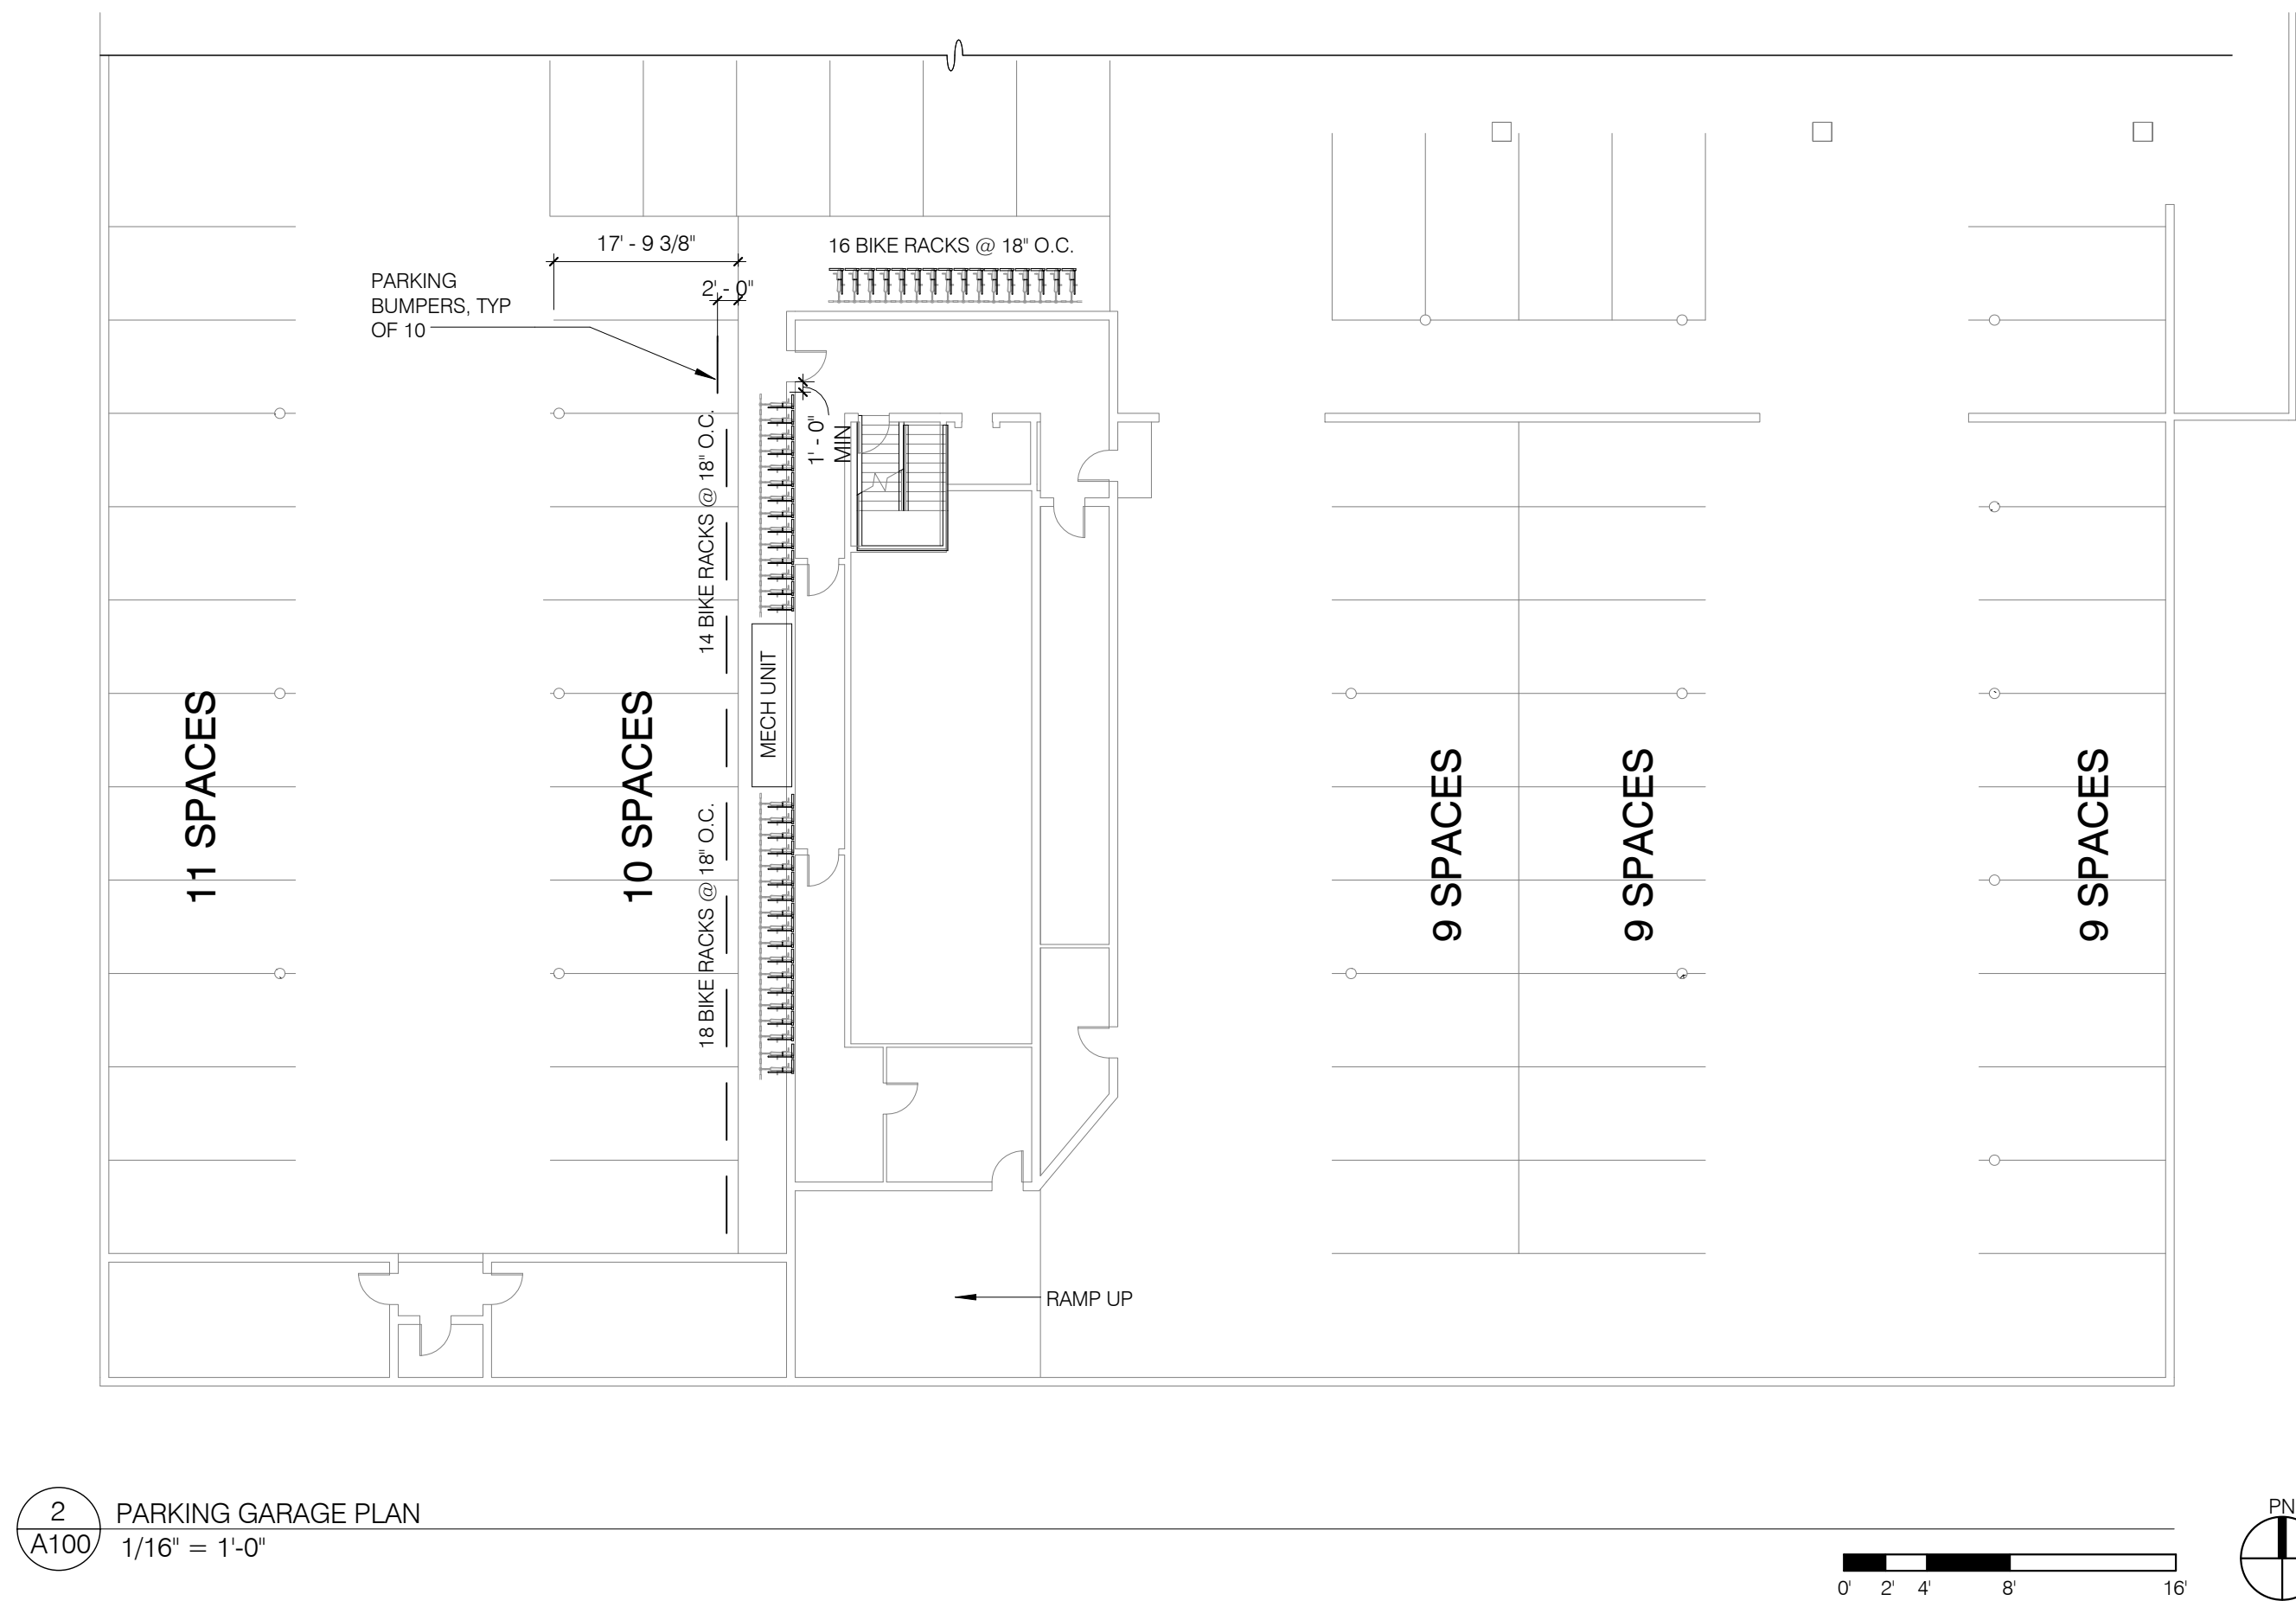 17' - 9 3/8"
16 BIKE RACKS @ 18" O.C.
PARKING
BUMPERS, TYP
OF 10
2' - 0"
1' - 0"
MIN
14 BIKE RACKS @ 18" O.C.
MECH UNIT
11 SPACES
10 SPACES
18 BIKE RACKS @ 18" O.C.
9 SPACES
9 SPACES
9 SPACES
RAMP UP
2
A100
PARKING GARAGE PLAN
1/16" = 1'-0"
0' 2' 4' 8' 16'
PN